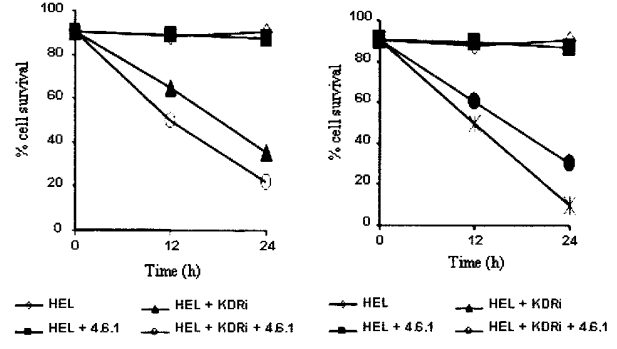 100
80
60
40
20
0
% cell survival
0 12 24
Time (h)
HEL HEL + KDRi
HEL + 4.6.1 HEL + KDRi + 4.6.1
100
80
60
40
20
0
% cell survival
0 12 24
Time (h)
HEL HEL + KDRi
HEL + 4.6.1 HEL + KDRi + 4.6.1